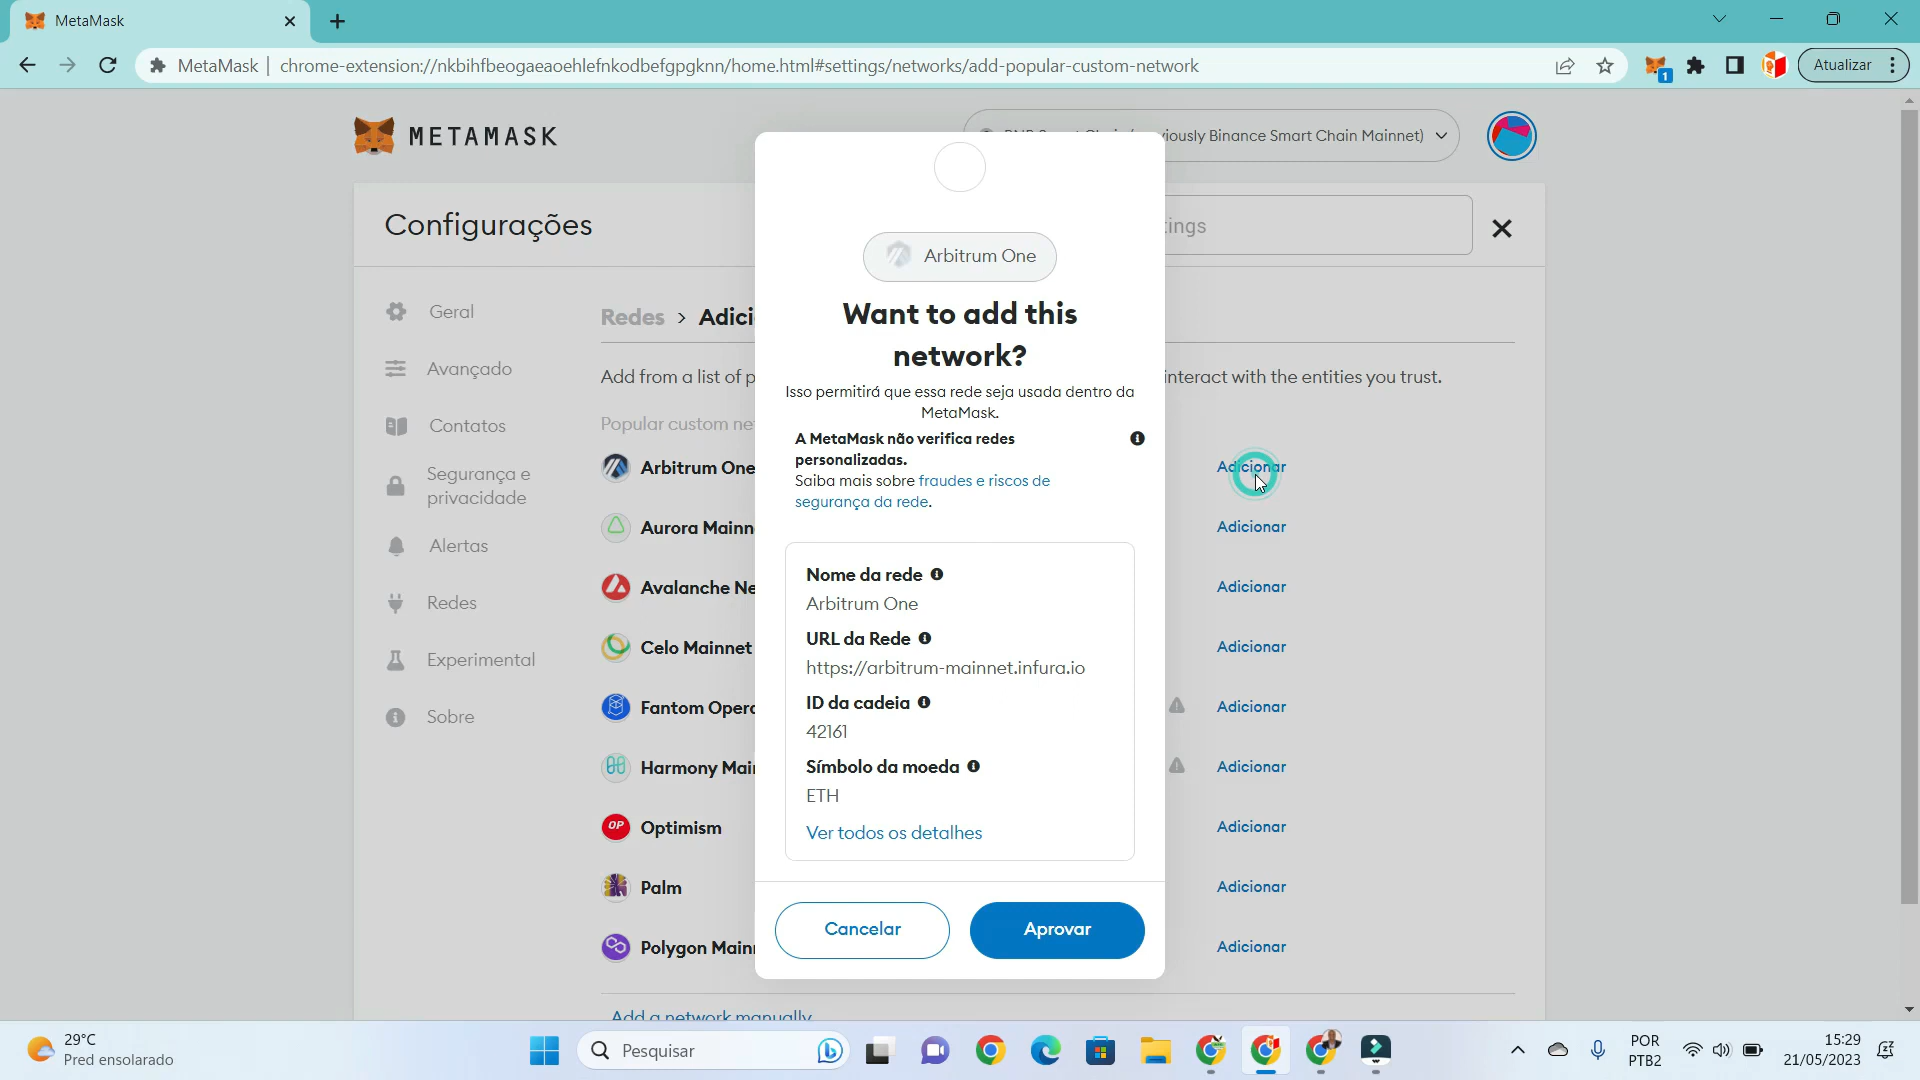 MetaMask
MetaMask | chrome-extension://nkbihfbeogaeaoehlefnkodbefgpgknn/home.html#settings/networks/add-popular-custom-network
1
Atualizar
METAMASK
iously Binance Smart Chain Mainnet)
Configurações
ings
Geral
Avançado
Contatos
Segurança e
privacidade
Alertas
Redes
Experimental
Sobre
Redes > Adici
Add from a list of p
interact with the entities you trust.
Popular custom ne
Arbitrum One
Adicionar
Aurora Mainn
Adicionar
Avalanche Ne
Adicionar
Celo Mainnet
Adicionar
Fantom Opera
Adicionar
Harmony Mai
Adicionar
OP
Optimism
Adicionar
Palm
Adicionar
Polygon Main
Adicionar
Add a network manually
Arbitrum One
Want to add this
network?
Isso permitirá que essa rede seja usada dentro da
MetaMask.
A MetaMask não verifica redes
personalizadas.
Saiba mais sobre fraudes e riscos de
segurança da rede.
Nome da rede
Arbitrum One
URL da Rede
https://arbitrum-mainnet.infura.io
ID da cadeia
42161
Símbolo da moeda
ETH
Ver todos os detalhes
Cancelar
Aprovar
29°C
Pred ensolarado
Pesquisar
POR
PTB2
15:29
21/05/2023